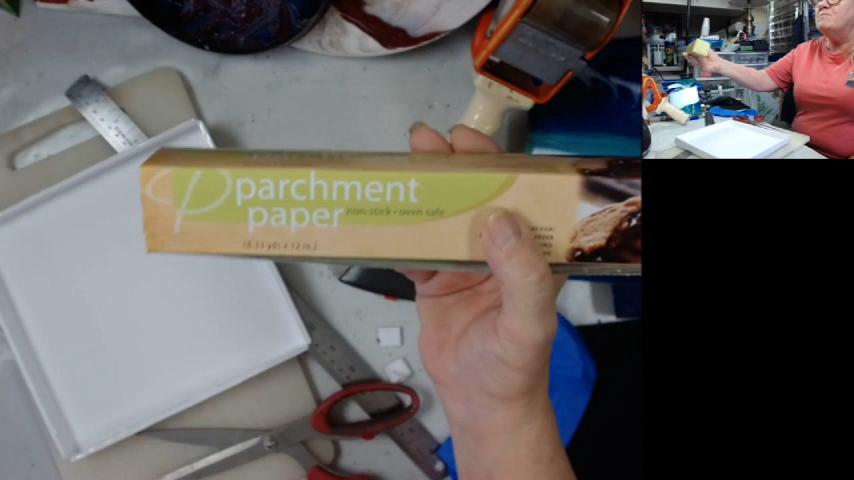 parchment
paper non-stick • oven safe
(8.33 yds x 12 in.)